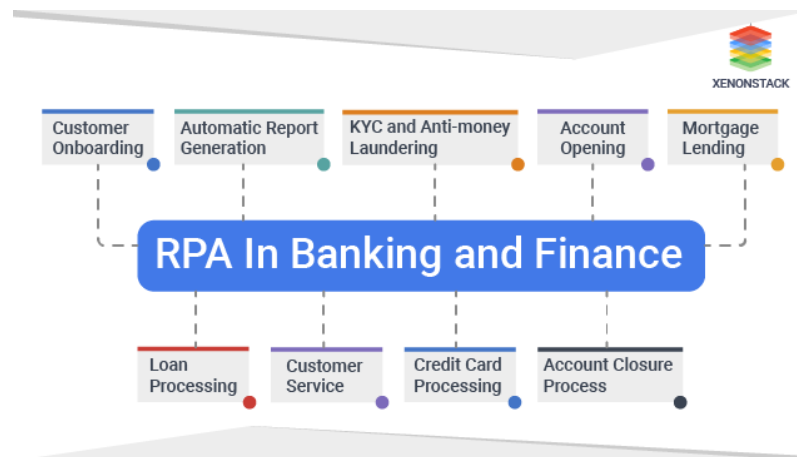 XENONSTACK
Customer
Onboarding
Automatic Report
Generation
KYC and Anti-money
Laundering
Account
Opening
Mortgage
Lending
RPA In Banking and Finance
Loan
Processing
Customer
Service
Credit Card
Processing
Account Closure
Process